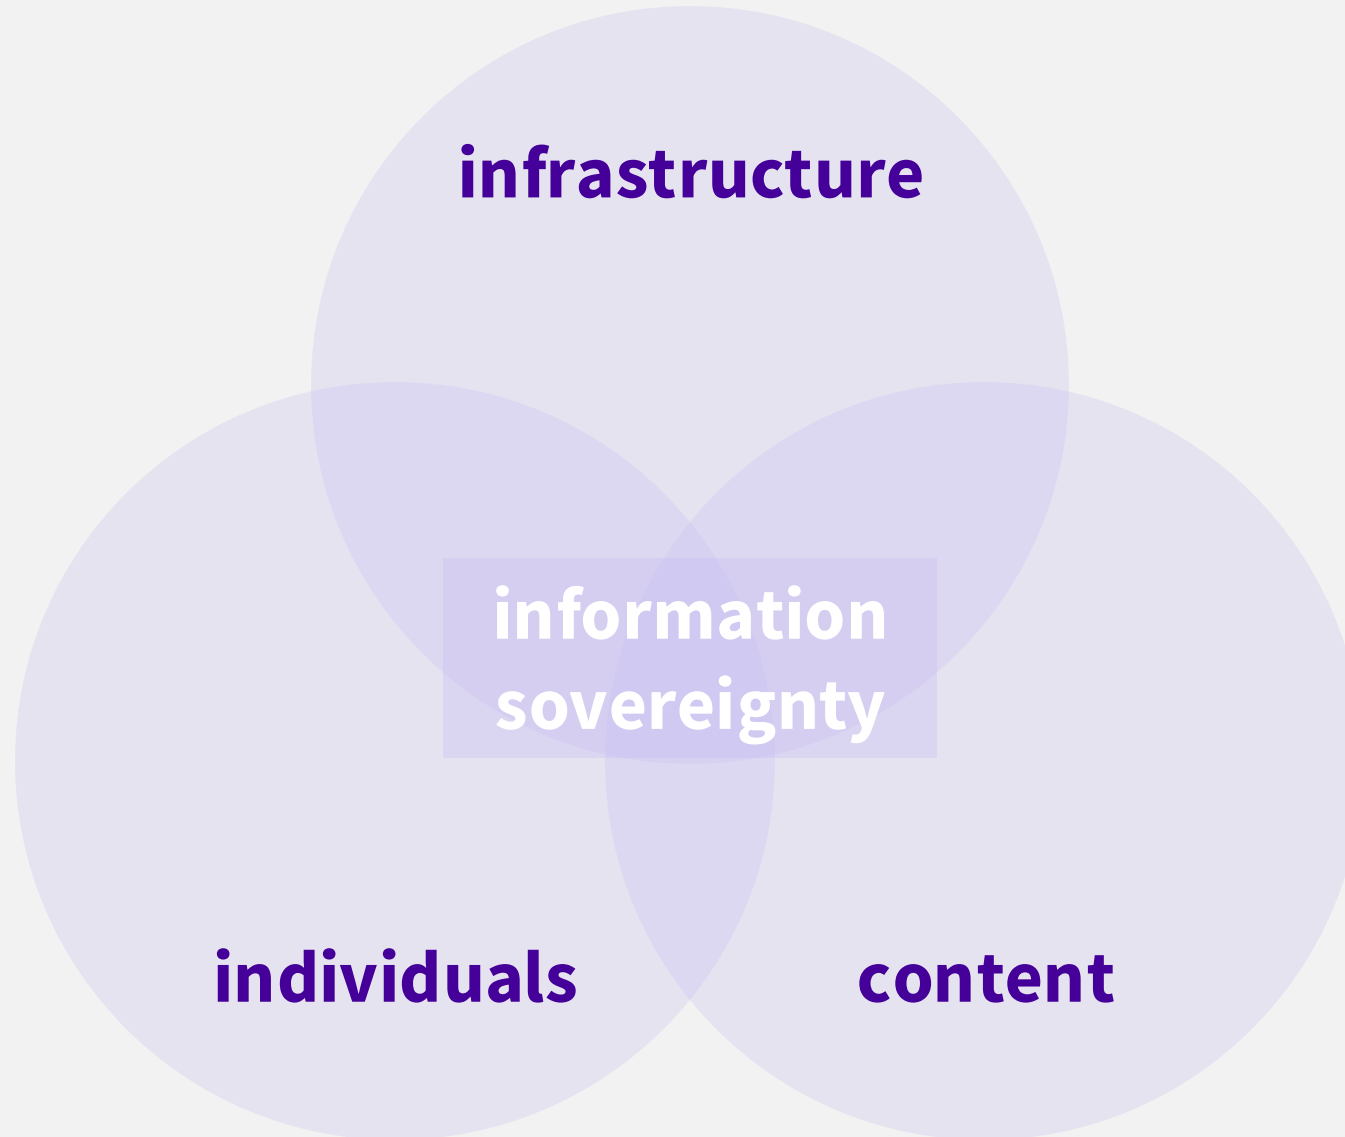 infrastructure
information
sovereignty
individuals
content